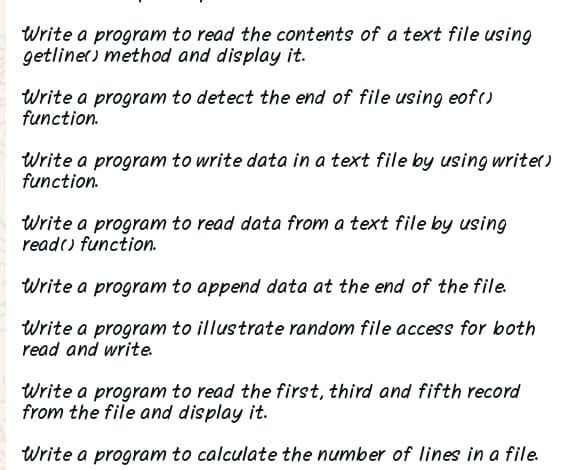 Write a program to read the contents of a text file using
getline() method and display it.
Write a program to detect the end of file using eof()
function.
Write a program to write data in a text file by using write()
function.
Write a program to read data from a text file by using
read() function.
Write a program to append data at the end of the file.
Write a program to illustrate random file access for both
read and write.
Write a program to read the first, third and fifth record
from the file and display it.
Write a program to calculate the number of lines in a file.